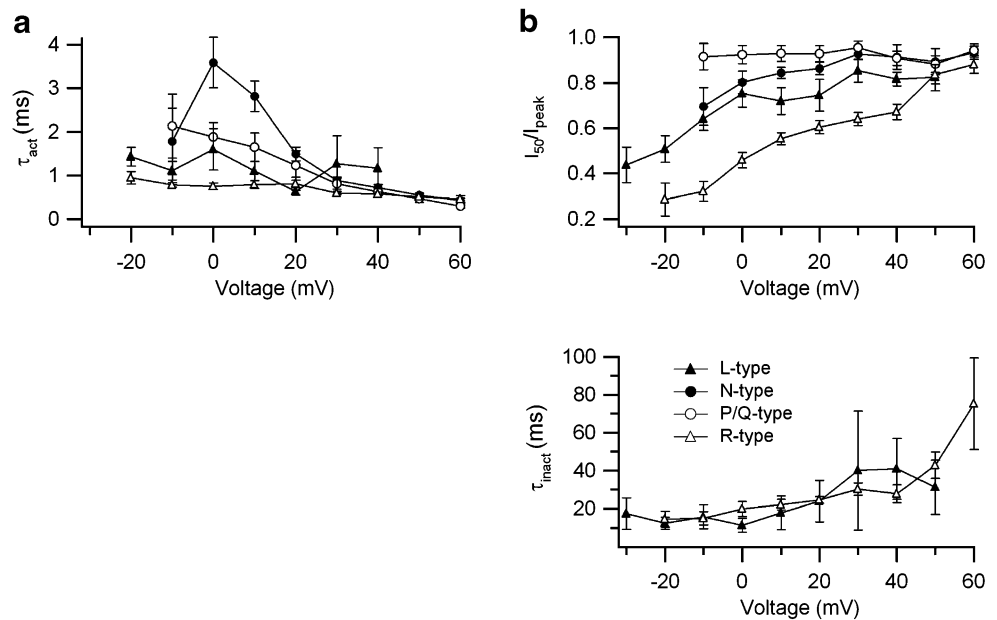 a
4
3
2
1
0
τact (ms)
-20 0 20 40 60
Voltage (mV)
b
1.0
0.8
0.6
0.4
0.2
I50/Ipeak
-20 0 20 40 60
Voltage (mV)
100
80
60
40
20
τinact (ms)
L-type
N-type
P/Q-type
R-type
-20 0 20 40 60
Voltage (mV)